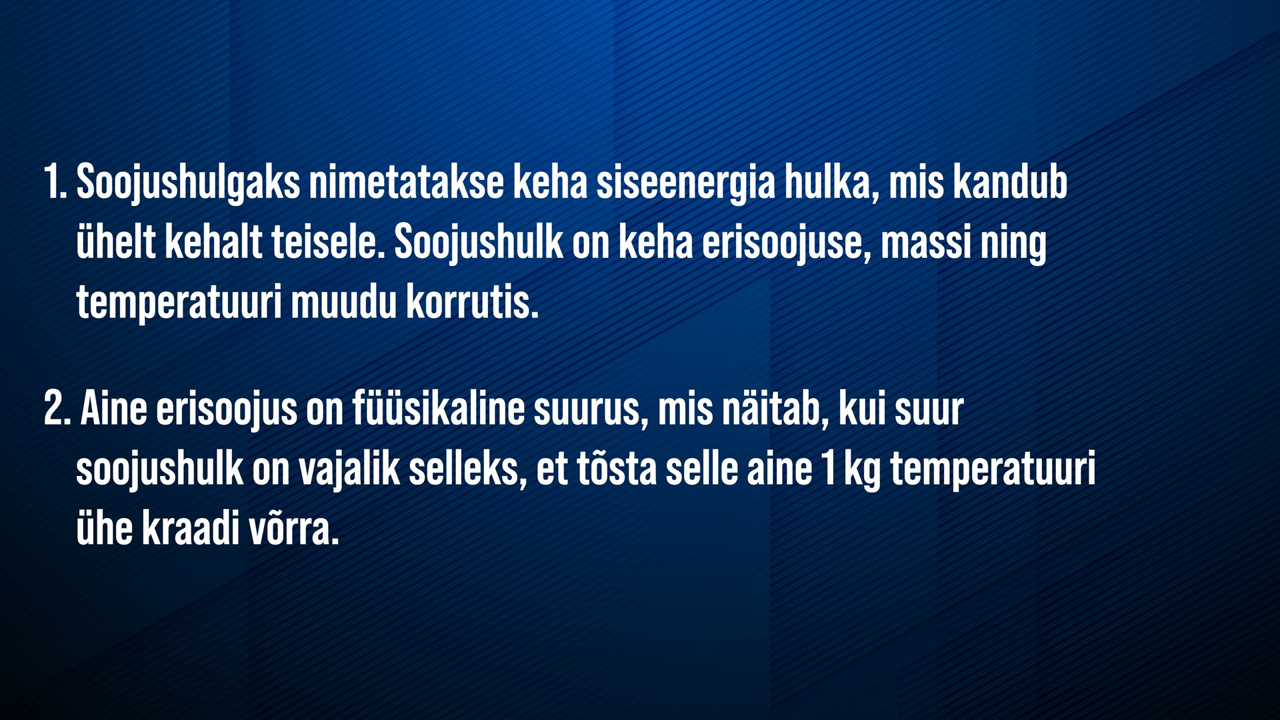 1. Soojushulgaks nimetatakse keha siseenergia hulka, mis kandub
ühelt kehalt teisele. Soojushulk on keha erisoojuse, massi ning
temperatuuri muudu korrutis.
2. Aine erisoojus on füüsikaline suurus, mis näitab, kui suur
soojushulk on vajalik selleks, et tõsta selle aine 1 kg temperatuuri
ühe kraadi võrra.